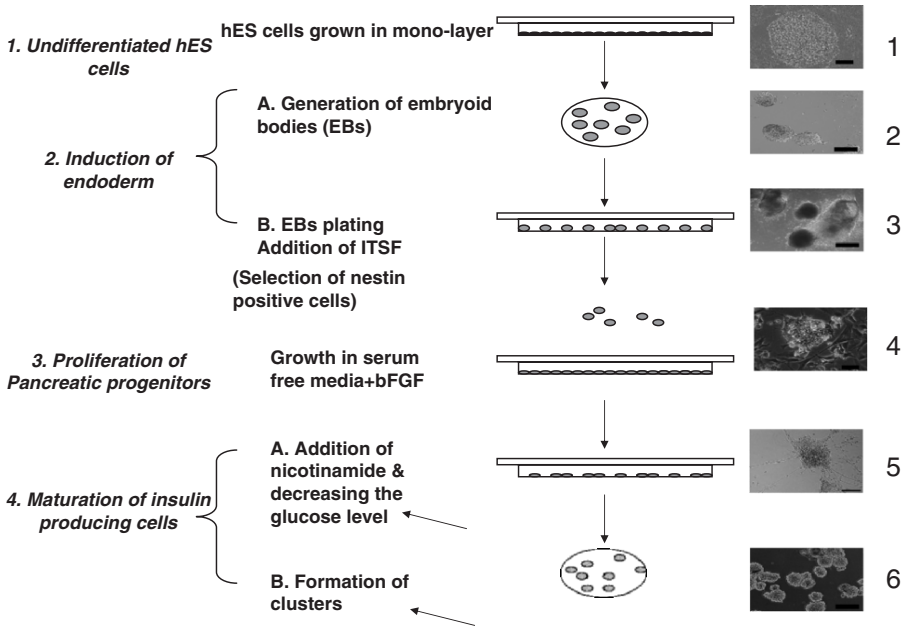 1. Undifferentiated hES
cells
hES cells grown in mono-layer
1
2. Induction of
endoderm
A. Generation of embryoid
bodies (EBs)
2
B. EBs plating
Addition of ITSF
(Selection of nestin
positive cells)
3
3. Proliferation of
Pancreatic progenitors
Growth in serum
free media+bFGF
4
4. Maturation of insulin
producing cells
A. Addition of
nicotinamide &
decreasing the
glucose level
5
B. Formation of
clusters
6